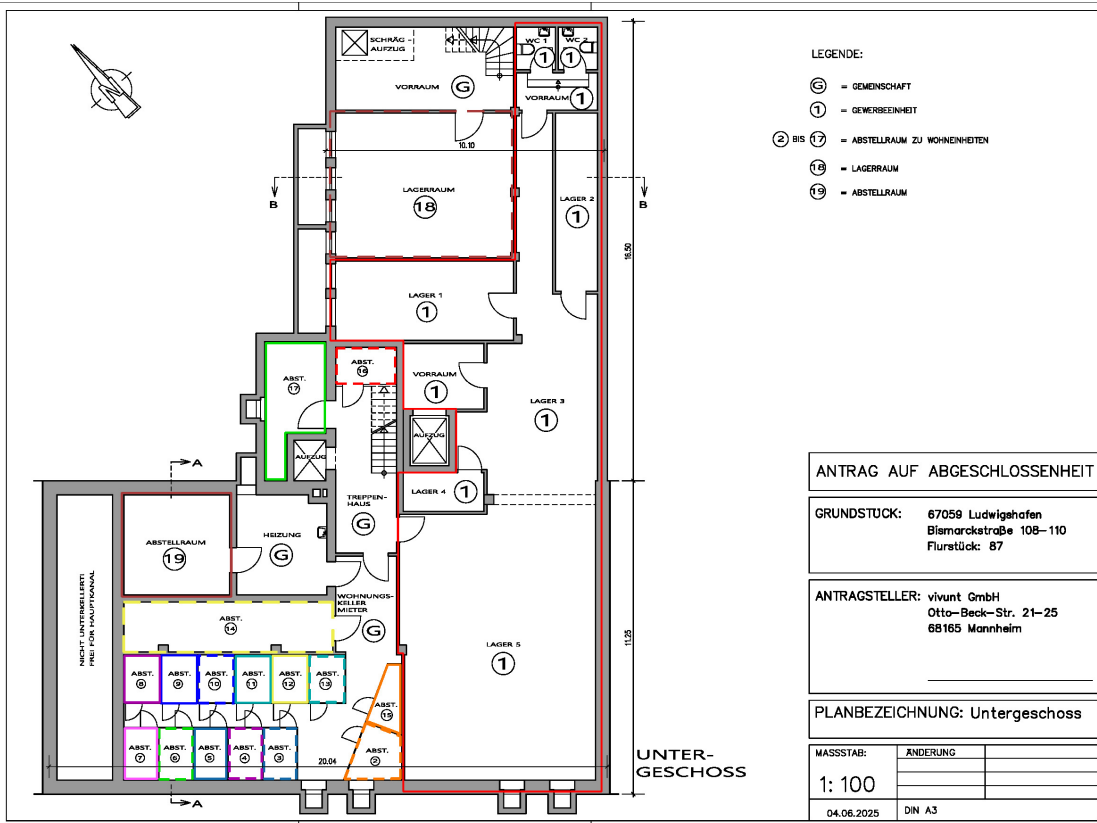 SCHRÄG-
AUFZUG
VORRAUM G
WC 1
1
WC 2
1
VORRAUM 1
10.10
LAGERRAUM
18
B
B
LAGER 2
1
16.50
LAGER 1
1
ABST.
16
ABST.
17
VORRAUM
1
LAGER 3
1
AUFZUG
AUFZUG
A
LAGER 4 1
TREPPEN-
HAUS
G
ABSTELLRAUM
19
HEIZUNG
G
NICHT UNTERKELLERT!
FREI FÜR HAUPTKANAL
WOHNUNGS-
KELLER
MIETER
G
ABST.
14
LAGER 5
1
11.25
ABST.
8
ABST.
9
ABST.
10
ABST.
11
ABST.
12
ABST.
13
ABST.
15
ABST.
7
ABST.
6
ABST.
5
ABST.
4
ABST.
3
ABST.
2
20.04
A
UNTER-
GESCHOSS
LEGENDE:
G = GEMEINSCHAFT
1 = GEWERBEEINHEIT
2 BIS 17 = ABSTELLRAUM ZU WOHNEINHEITEN
18 = LAGERRAUM
19 = ABSTELLRAUM
ANTRAG AUF ABGESCHLOSSENHEIT
GRUNDSTÜCK: 67059 Ludwigshafen
Bismarckstraße 108-110
Flurstück: 87
ANTRAGSTELLER: vivunt GmbH
Otto-Beck-Str. 21-25
68165 Mannheim
PLANBEZEICHNUNG: Untergeschoss
MASSSTAB: ÄNDERUNG
1: 100
04.06.2025 DIN A3